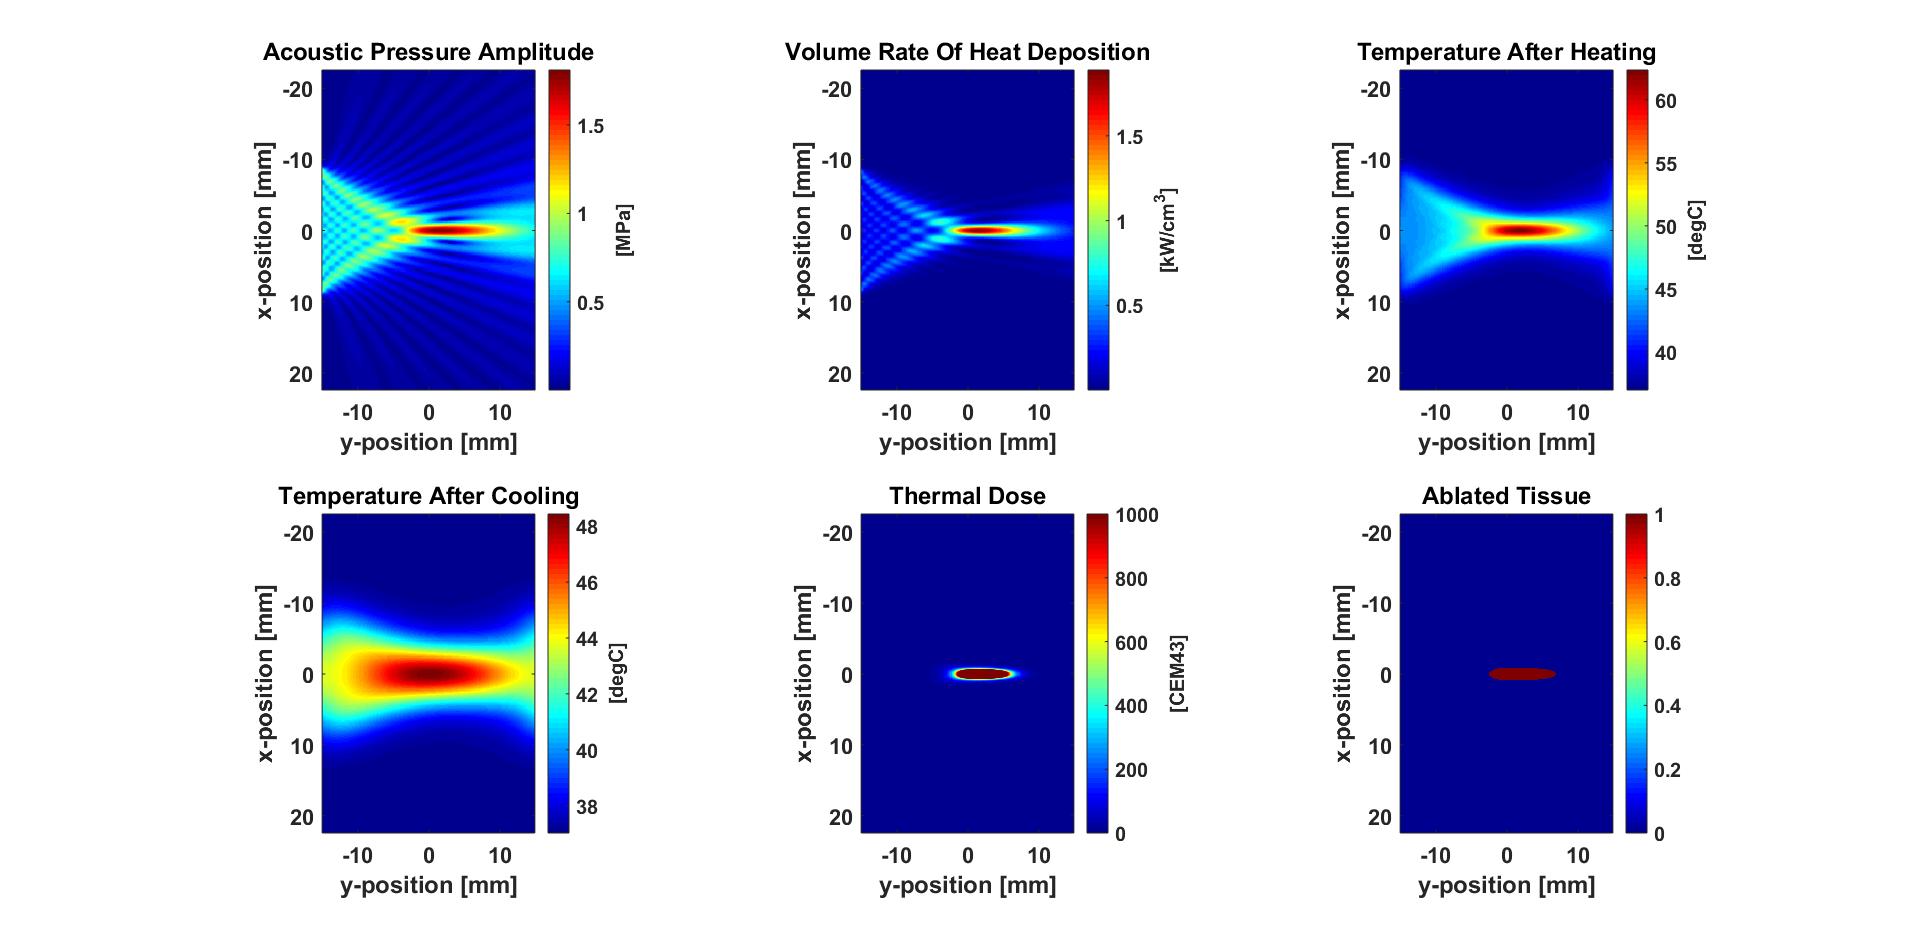 Acoustic Pressure Amplitude
-20
-10
0
10
20
x-position [mm]
-10 0 10
y-position [mm]
1.5
1
0.5
[MPa]
Volume Rate Of Heat Deposition
-20
-10
0
10
20
x-position [mm]
-10 0 10
y-position [mm]
1.5
1
0.5
[kW/cm³]
Temperature After Heating
-20
-10
0
10
20
x-position [mm]
-10 0 10
y-position [mm]
60
55
50
45
40
[degC]
Temperature After Cooling
-20
-10
0
10
20
x-position [mm]
-10 0 10
y-position [mm]
48
46
44
42
40
38
[degC]
Thermal Dose
-20
-10
0
10
20
x-position [mm]
-10 0 10
y-position [mm]
1000
800
600
400
200
0
[CEM43]
Ablated Tissue
-20
-10
0
10
20
x-position [mm]
-10 0 10
y-position [mm]
1
0.8
0.6
0.4
0.2
0